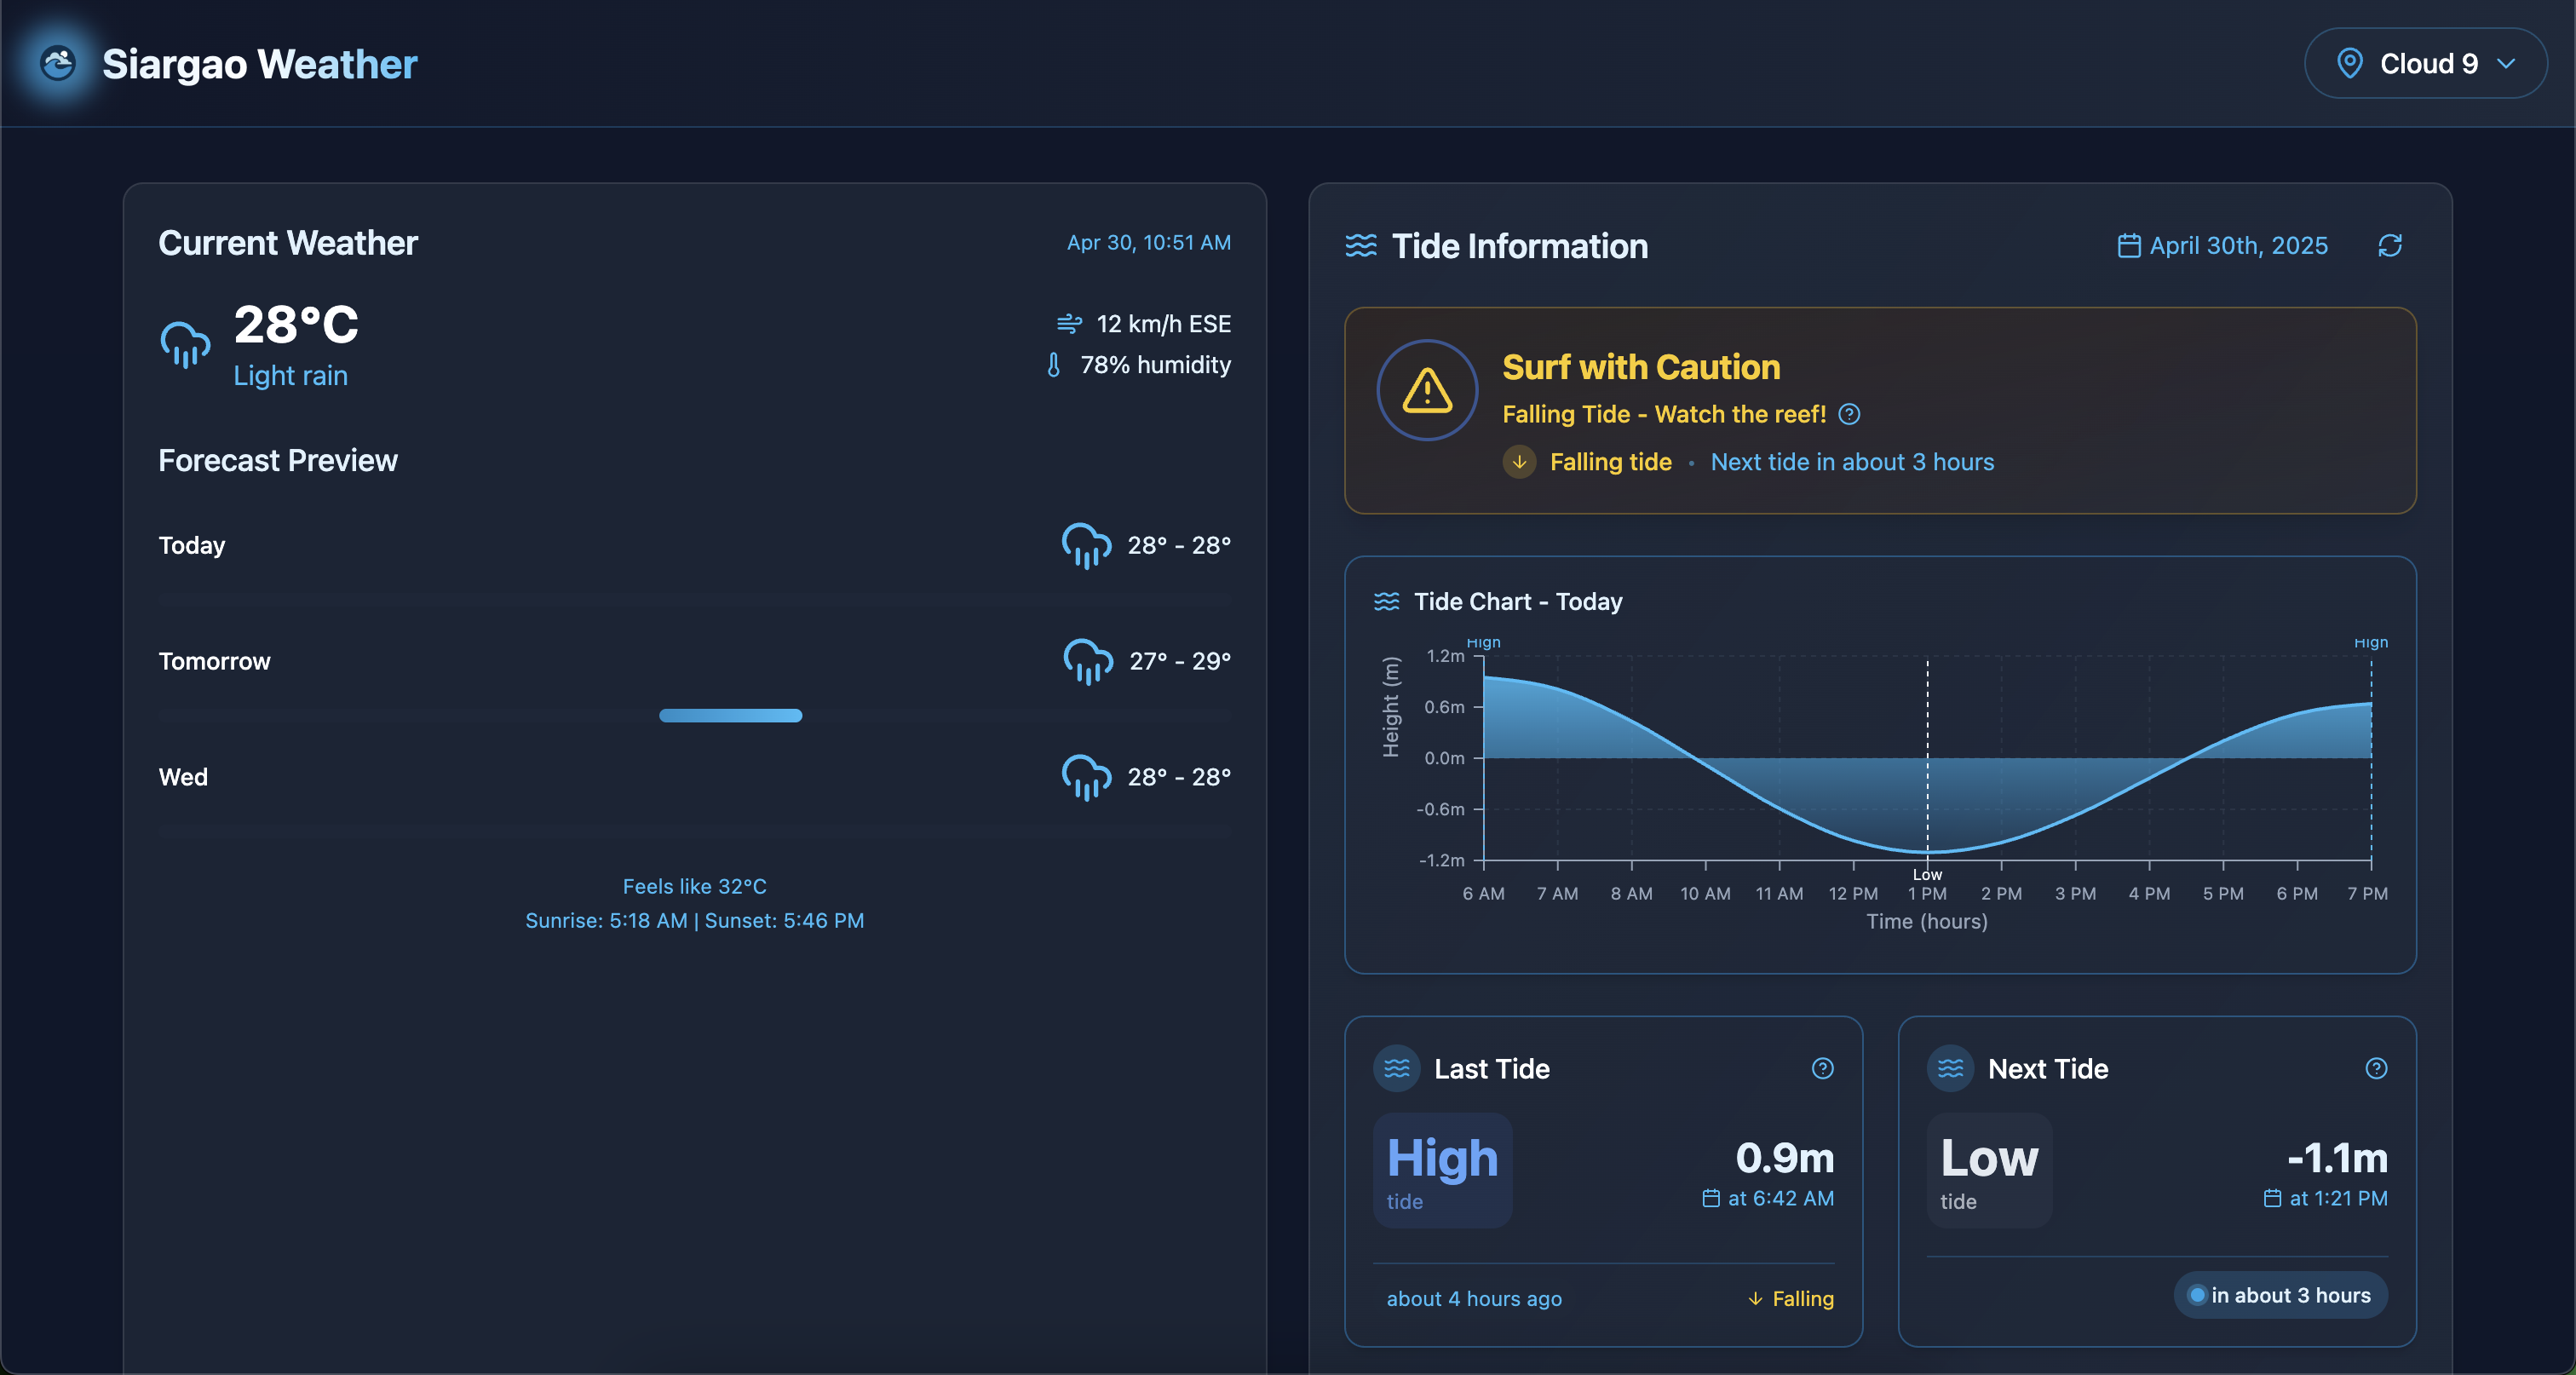 Siargao Weather
Cloud 9
Current Weather
Apr 30, 10:51 AM
28°C
Light rain
12 km/h ESE
78% humidity
Forecast Preview
Today
28° - 28°
Tomorrow
27° - 29°
Wed
28° - 28°
Feels like 32°C
Sunrise: 5:18 AM | Sunset: 5:46 PM
Tide Information
April 30th, 2025
Surf with Caution
Falling Tide - Watch the reef!
Falling tide • Next tide in about 3 hours
Tide Chart - Today
High High
Height (m)
1.2m
0.6m
0.0m
-0.6m
-1.2m
Low
6 AM 7 AM 8 AM 10 AM 11 AM 12 PM 1 PM 2 PM 3 PM 4 PM 5 PM 6 PM 7 PM
Time (hours)
Last Tide
High
tide
0.9m
at 6:42 AM
about 4 hours ago
Falling
Next Tide
Low
tide
-1.1m
at 1:21 PM
in about 3 hours